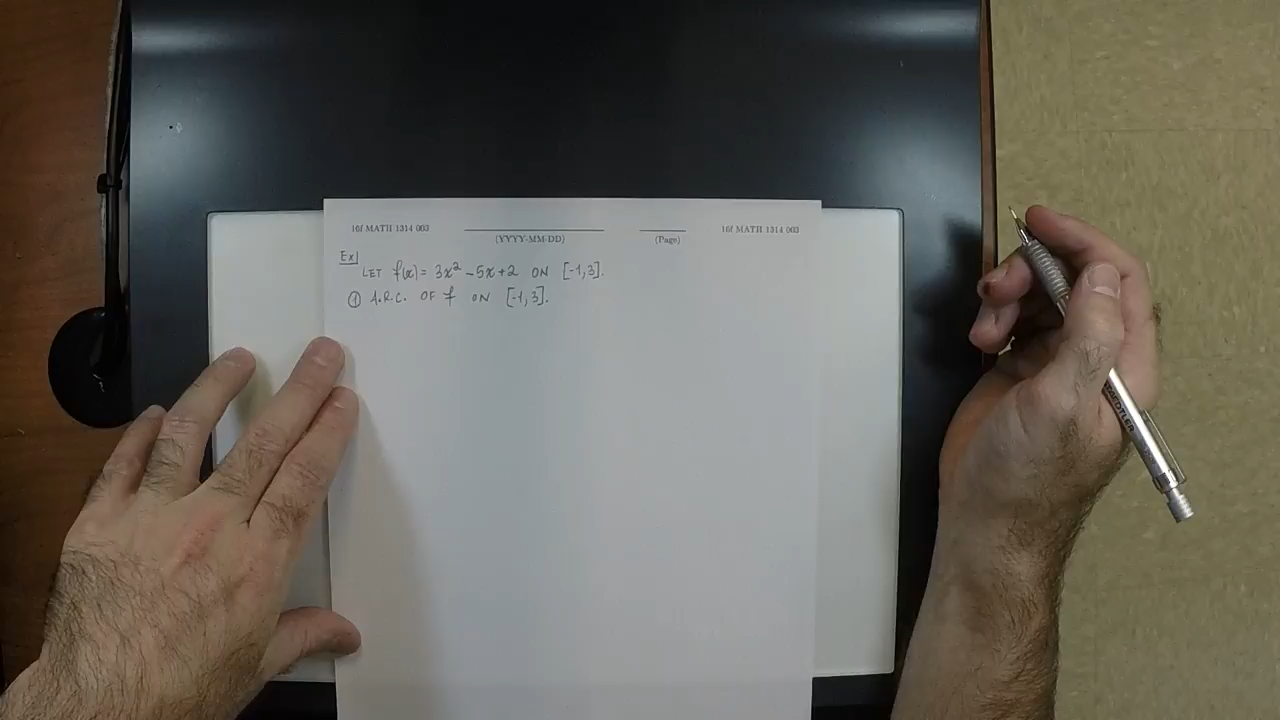 16f MATH 1314 003 (YYYY-MM-DD) (Page) 16f MATH 1314 003
Ex|
LET f(x) = 3x² - 5x + 2 ON [-1,3].
① A.R.C. OF f ON [-1,3].
STAEDTLER